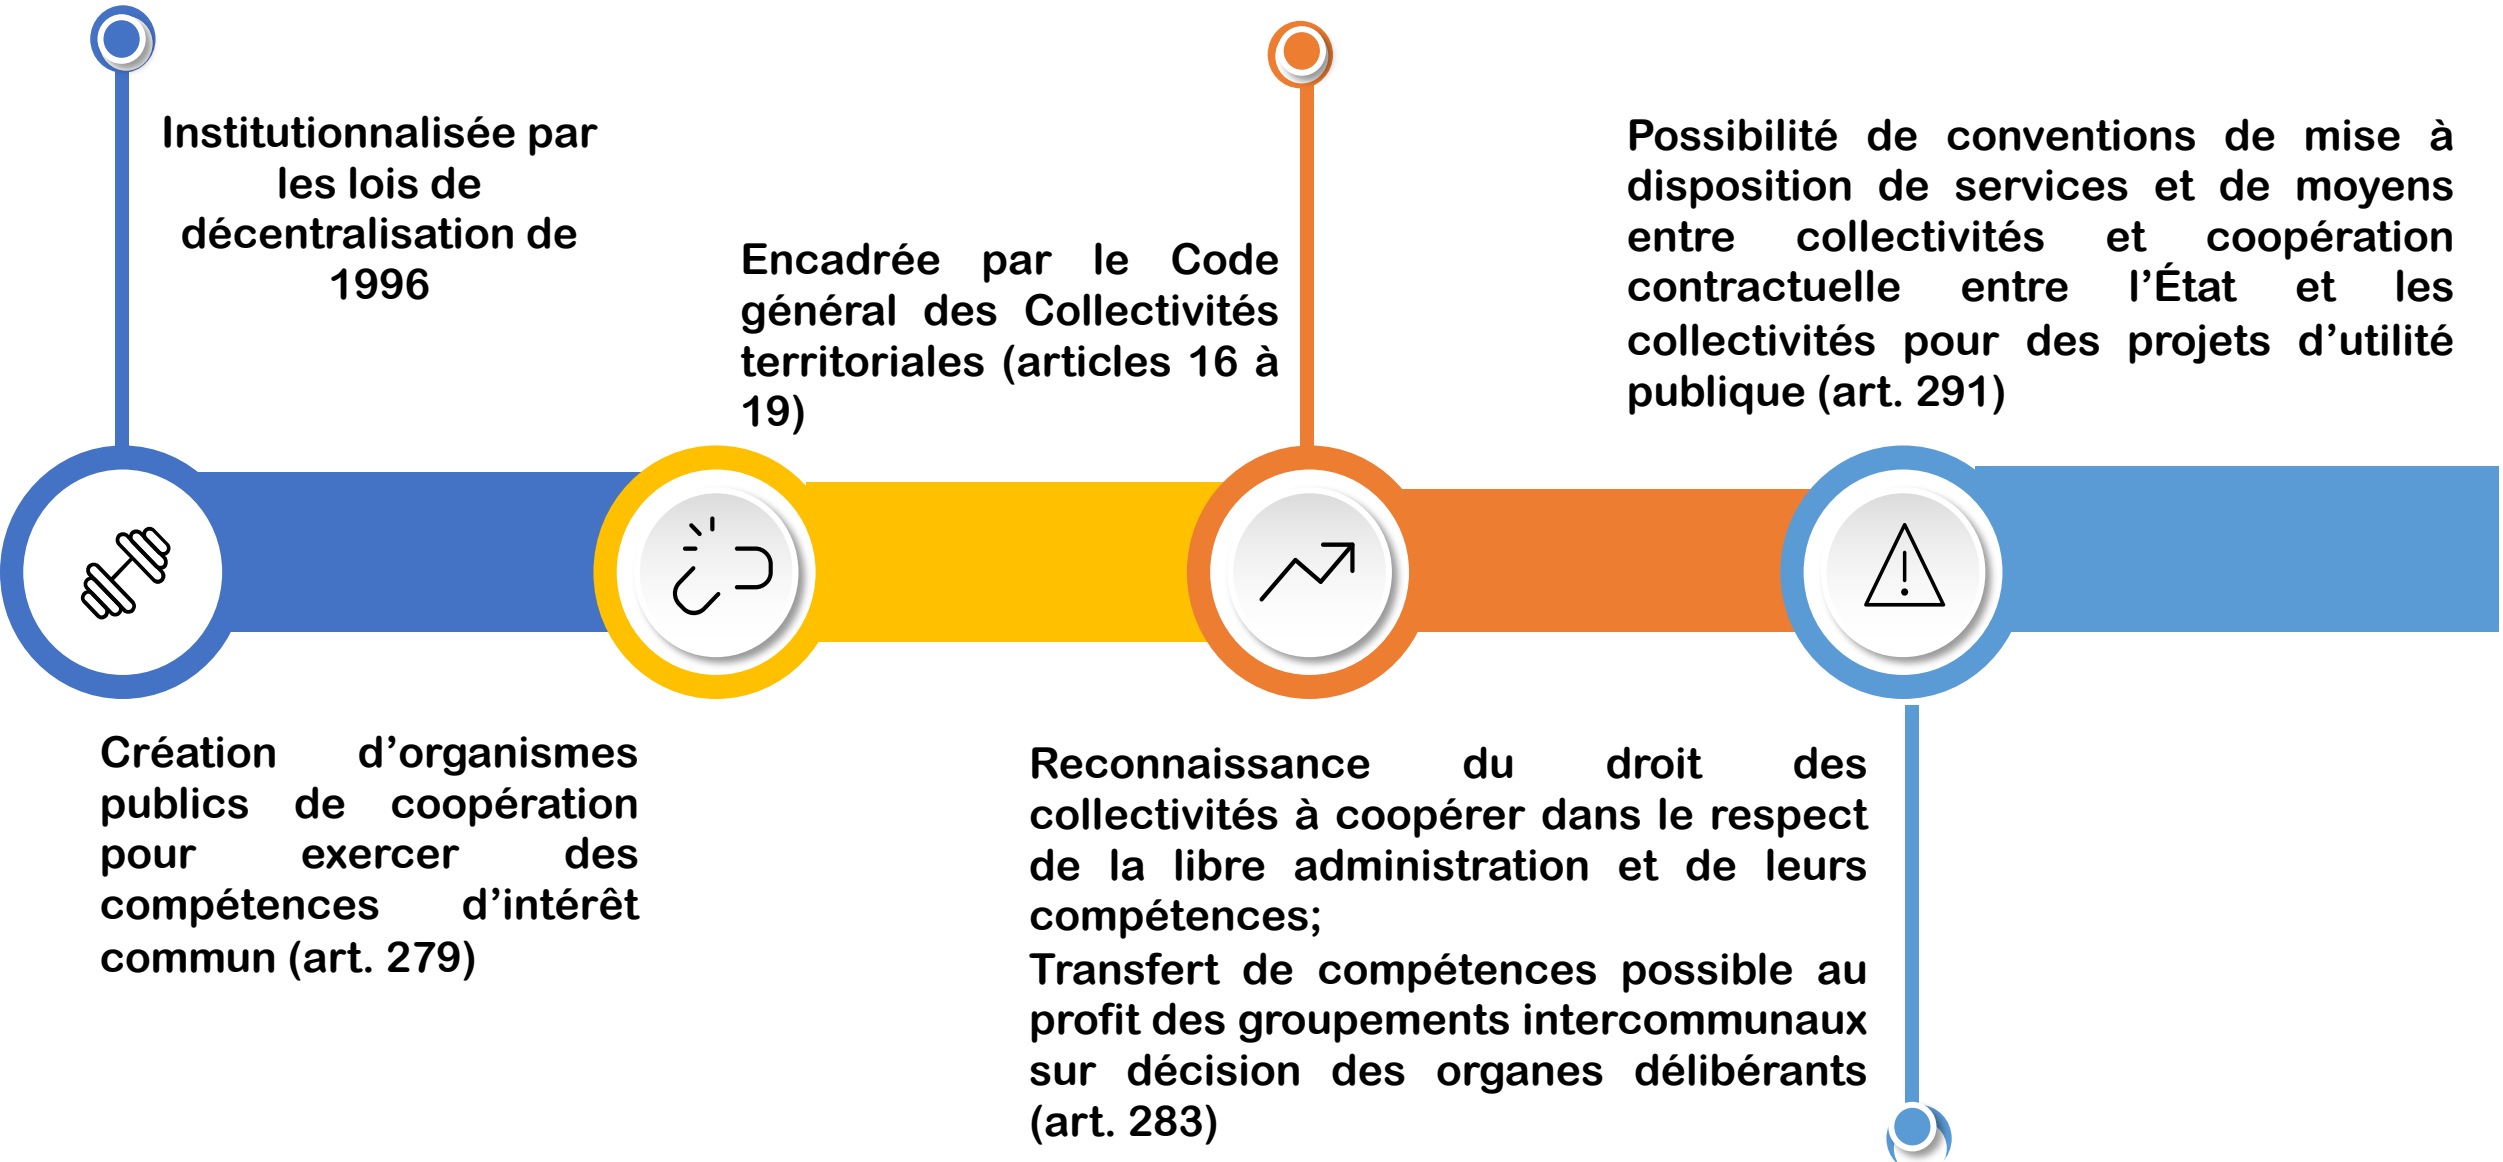 Institutionnalisée par
les lois de
décentralisation de
1996
Encadrée par le Code
général des Collectivités
territoriales (articles 16 à
19)
Possibilité de conventions de mise à
disposition de services et de moyens
entre collectivités et coopération
contractuelle entre l’État et les
collectivités pour des projets d’utilité
publique (art. 291)
Création d’organismes
publics de coopération
pour exercer des
compétences d’intérêt
commun (art. 279)
Reconnaissance du droit des
collectivités à coopérer dans le respect
de la libre administration et de leurs
compétences;
Transfert de compétences possible au
profit des groupements intercommunaux
sur décision des organes délibérants
(art. 283)